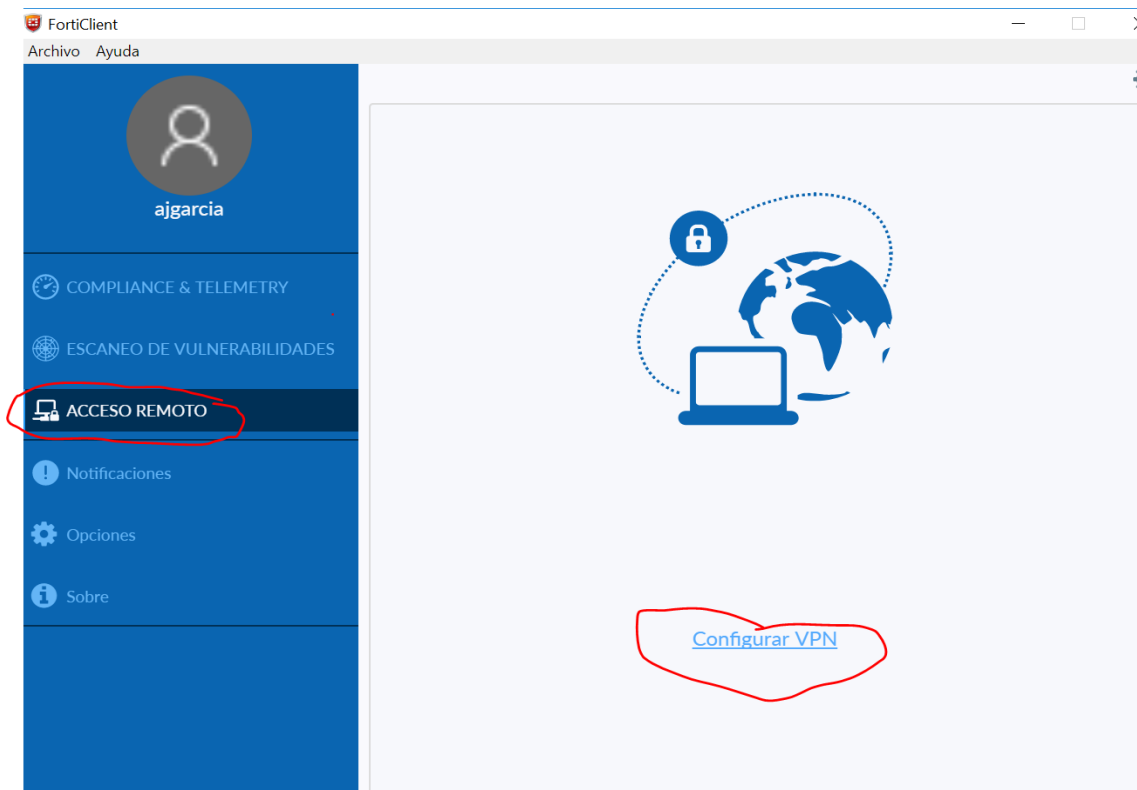 FortiClient
Archivo Ayuda
ajgarcia
COMPLIANCE & TELEMETRY
ESCANEO DE VULNERABILIDADES
ACCESO REMOTO
Notificaciones
Opciones
Sobre
Configurar VPN